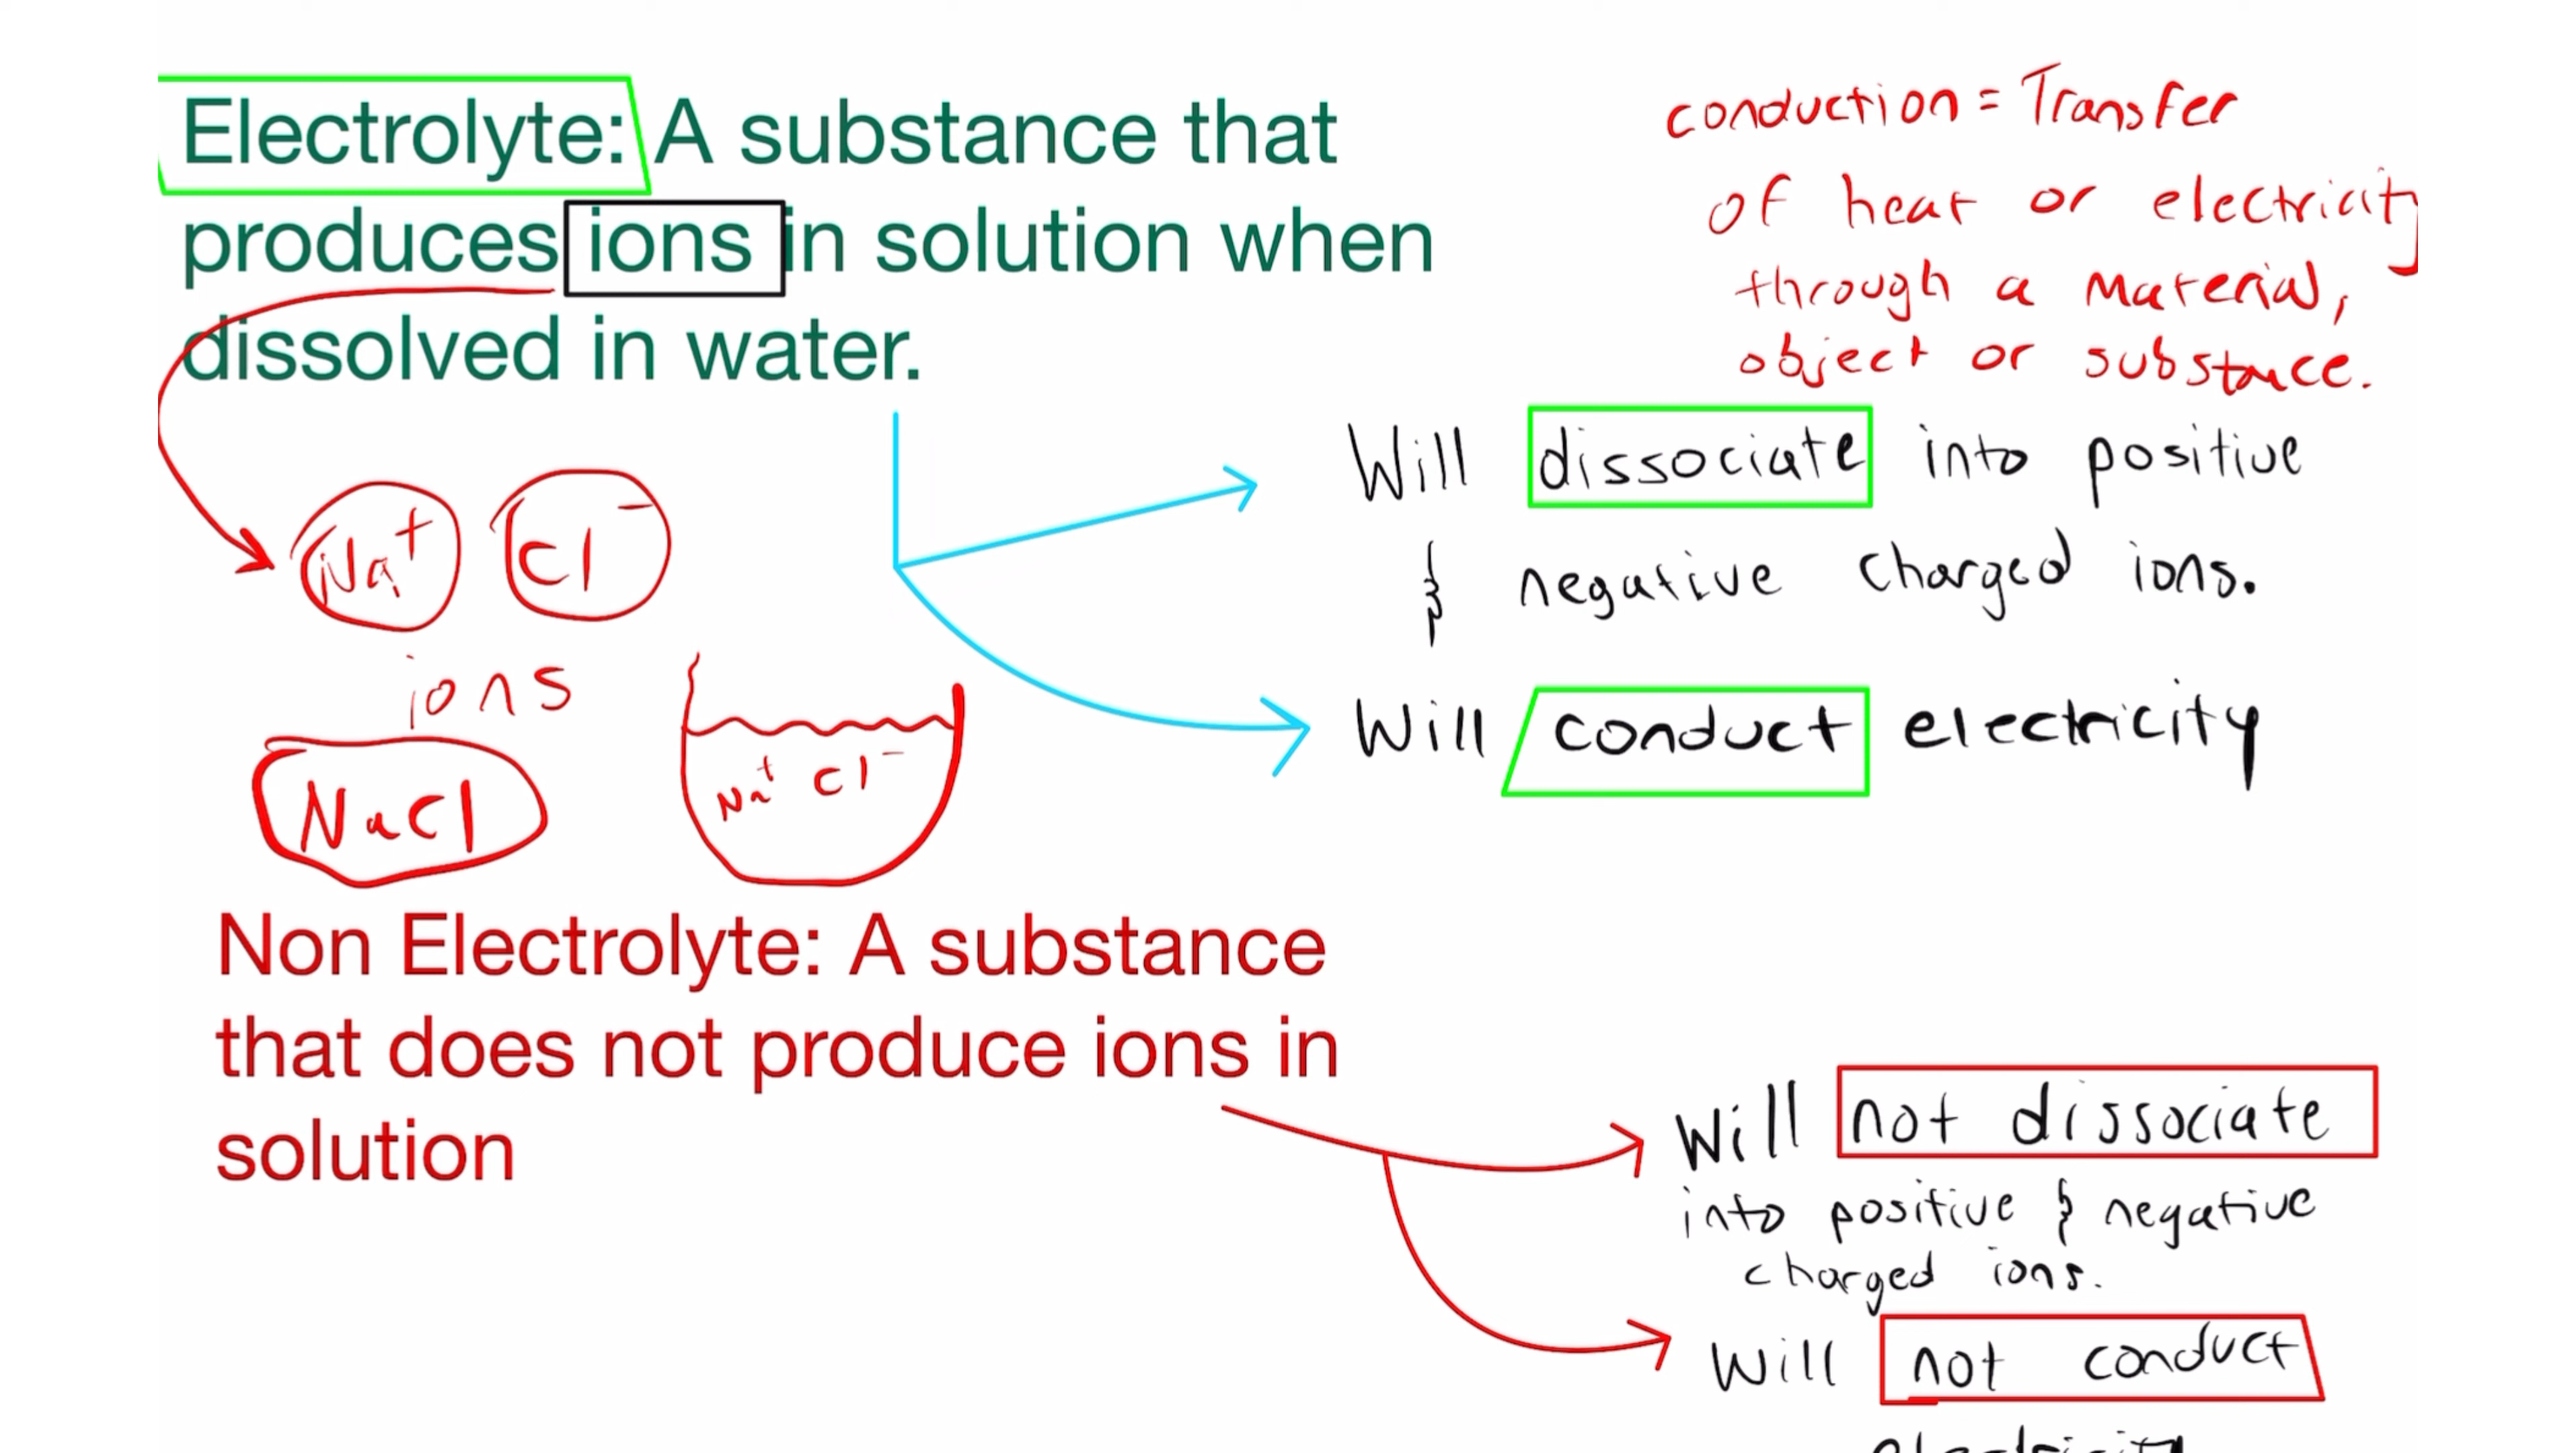 Electrolyte: A substance that
produces ions in solution when
dissolved in water.
conduction = Transfer
of heat or electricity
through a material,
object or substance.
Na+ Cl-
ions
NaCl
Na+ Cl-
Will dissociate into positive
& negative charged ions.
Will conduct electricity
Non Electrolyte: A substance
that does not produce ions in
solution
Will not dissociate
into positive & negative
charged ions.
Will not conduct